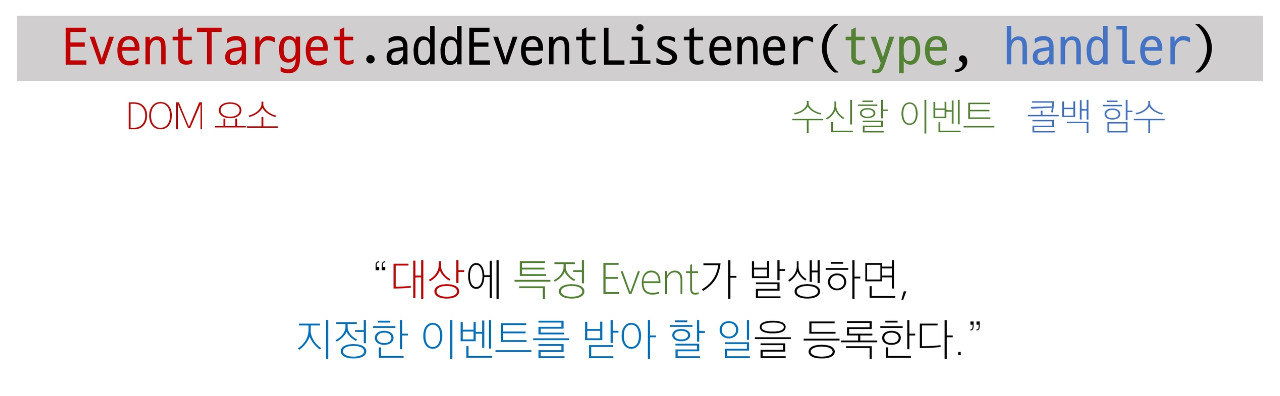 EventTarget.addEventListener(type, handler)
DOM 요소 수신할 이벤트 콜백 함수
“대상에 특정 Event가 발생하면,
지정한 이벤트를 받아 할 일을 등록한다.”